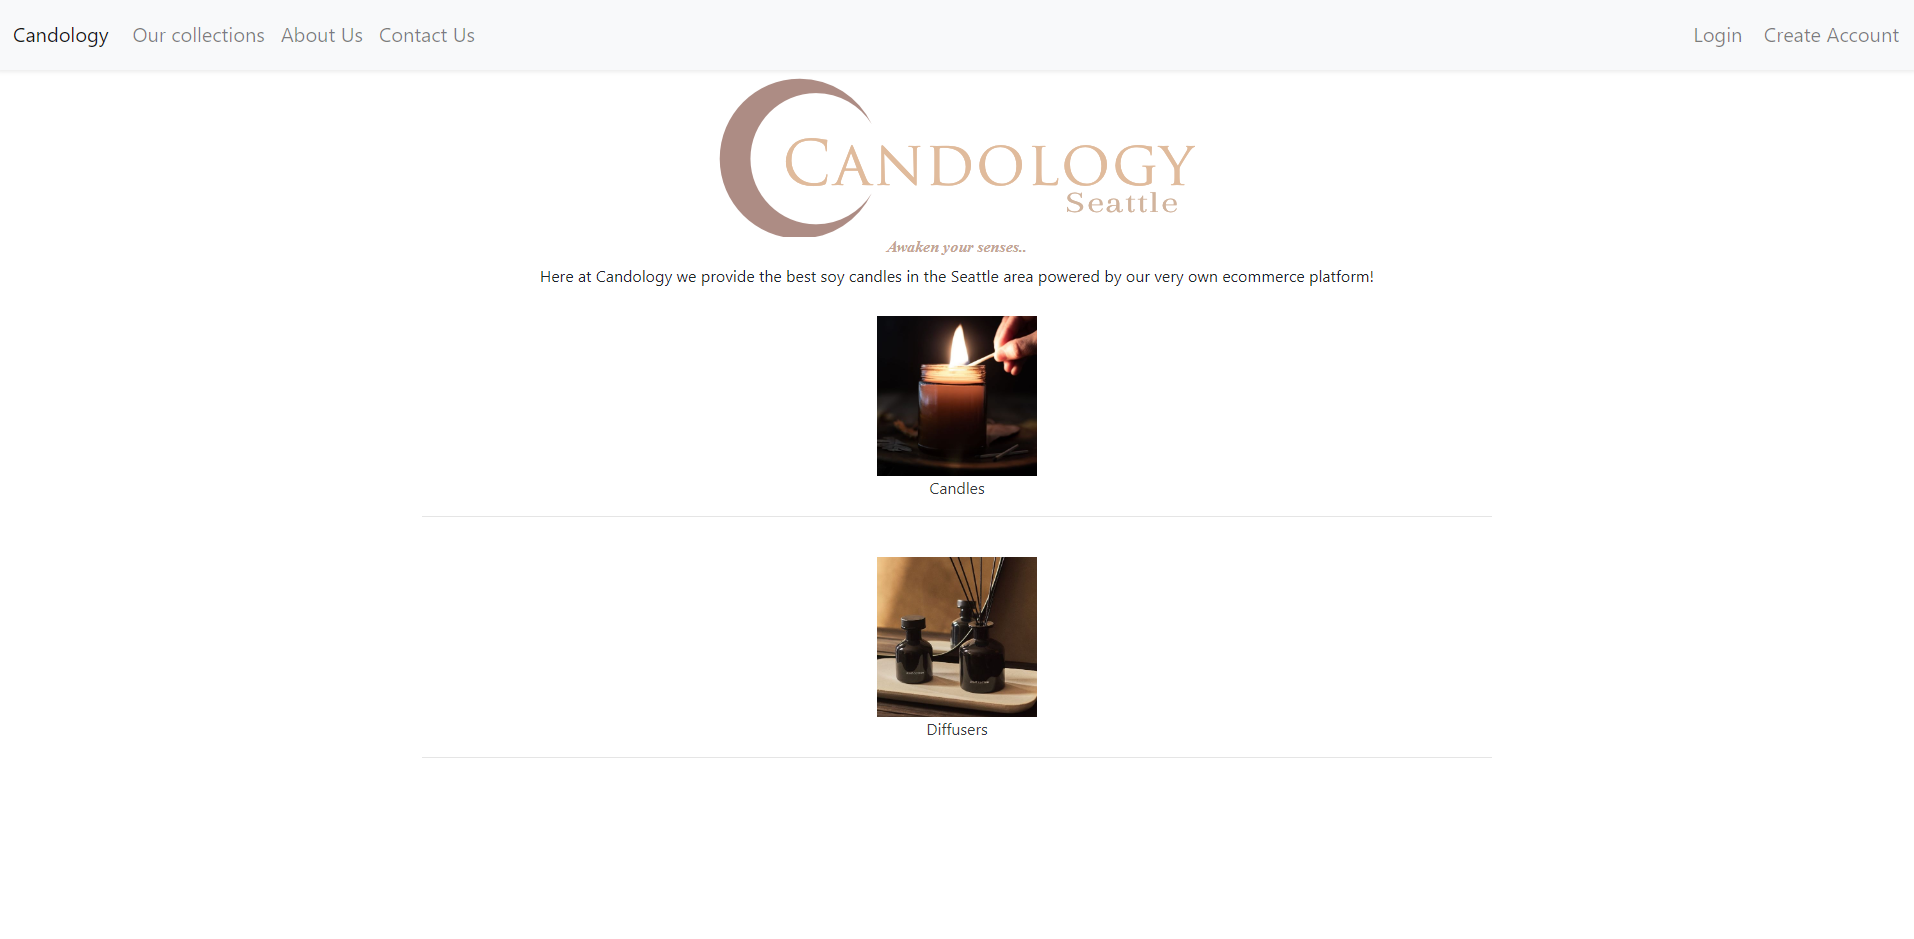 Candology Our collections About Us Contact Us Login Create Account
CANDOLOGY
Seattle
Awaken your senses..
Here at Candology we provide the best soy candles in the Seattle area powered by our very own ecommerce platform!
Candles
Diffusers